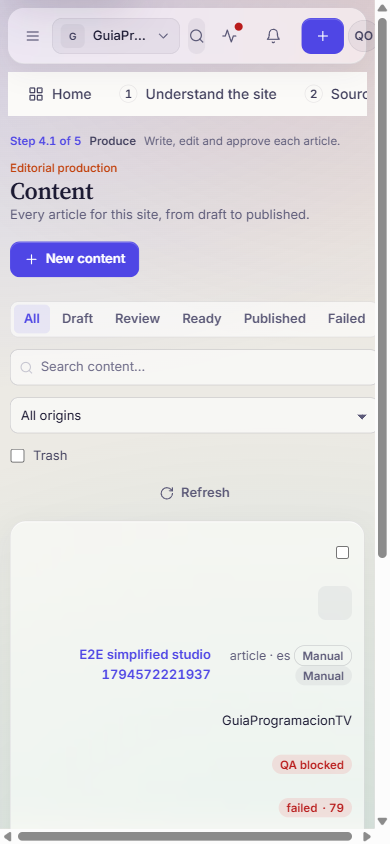 G GuiaPr... QO
Home 1 Understand the site 2 Sourc
Step 4.1 of 5 Produce Write, edit and approve each article.
Editorial production
Content
Every article for this site, from draft to published.
+ New content
All Draft Review Ready Published Failed
Search content...
All origins
Trash
Refresh
E2E simplified studio article · es Manual
1794572221937 Manual
GuiaProgramacionTV
QA blocked
failed · 79